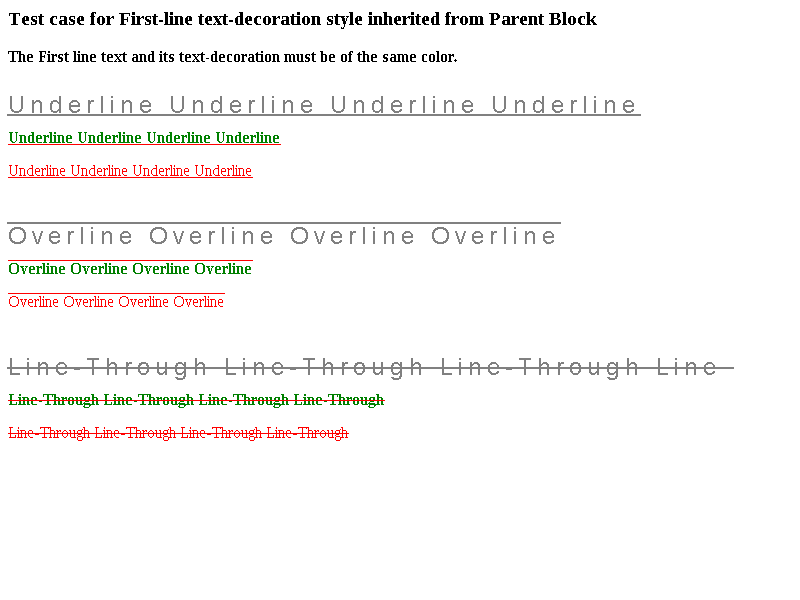 Test case for First-line text-decoration style inherited from Parent Block
The First line text and its text-decoration must be of the same color.
Underline Underline Underline Underline
Underline Underline Underline Underline
Underline Underline Underline Underline
Overline Overline Overline Overline
Overline Overline Overline Overline
Overline Overline Overline Overline
Line-Through Line-Through Line-Through Line-
Line-Through Line-Through Line-Through Line-Through
Line-Through Line-Through Line-Through Line-Through